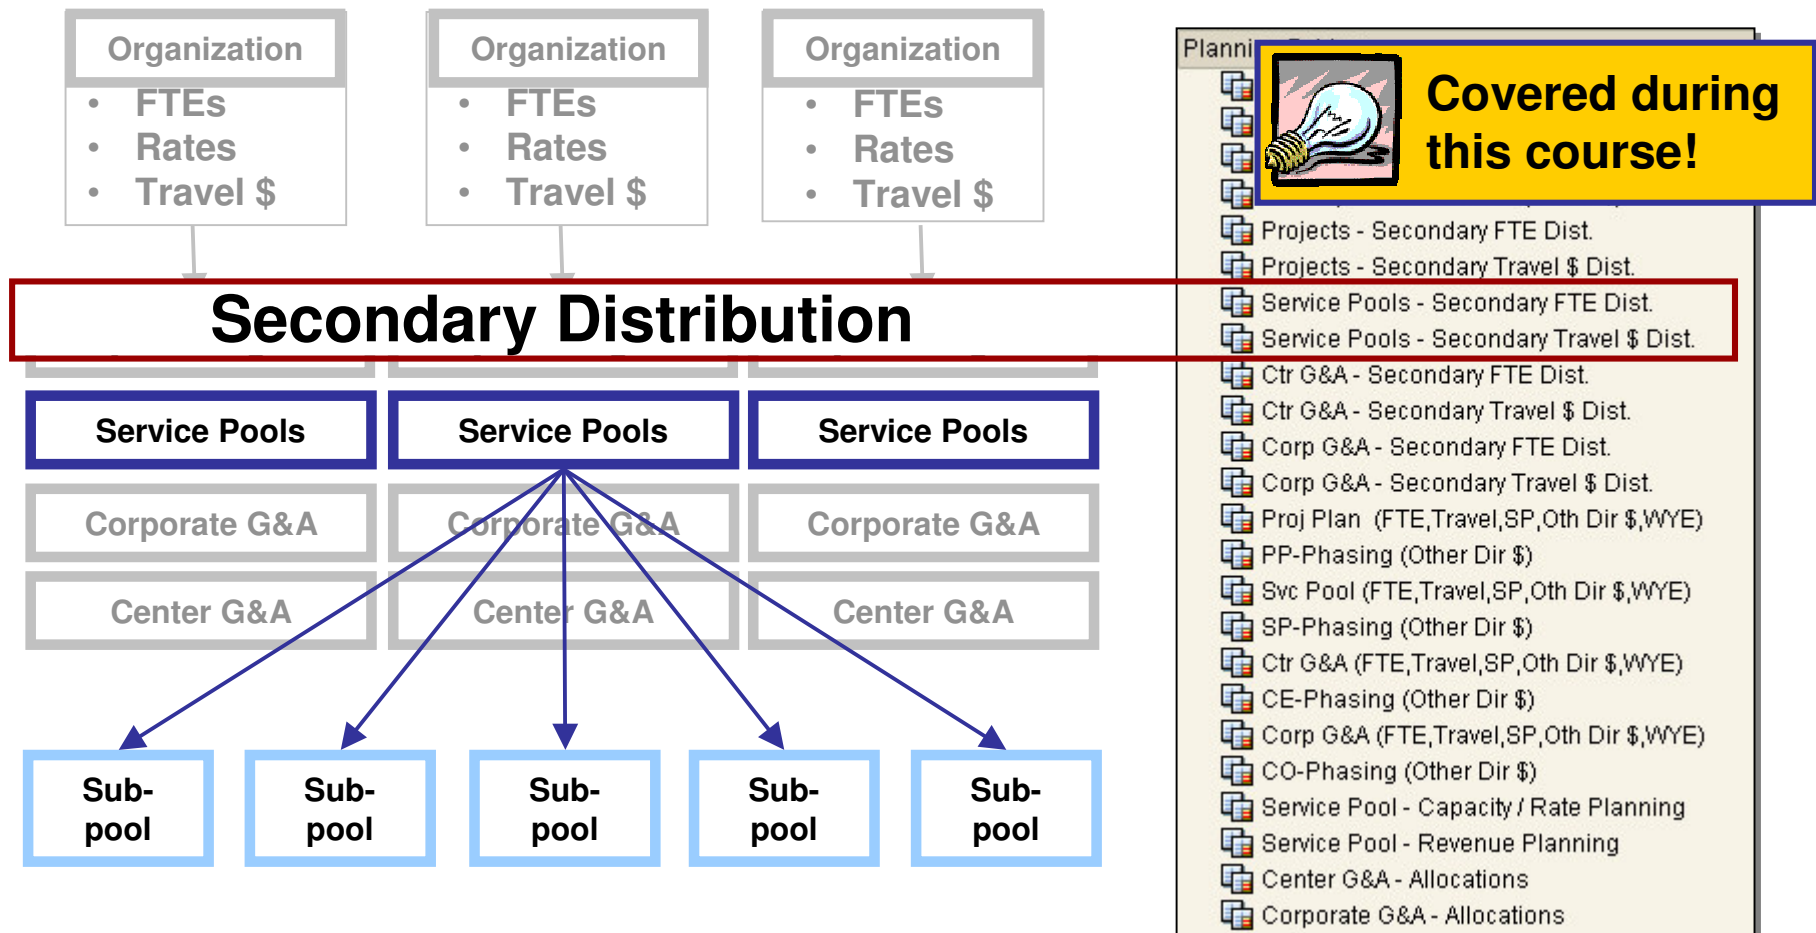 Organization
• FTEs
• Rates
• Travel $
Organization
• FTEs
• Rates
• Travel $
Organization
• FTEs
• Rates
• Travel $
Secondary Distribution
Service Pools
Service Pools
Service Pools
Corporate G&A
Corporate G&A
Corporate G&A
Center G&A
Center G&A
Center G&A
Sub-
pool
Sub-
pool
Sub-
pool
Sub-
pool
Sub-
pool
Covered during
this course!
Projects - Secondary FTE Dist.
Projects - Secondary Travel $ Dist.
Service Pools - Secondary FTE Dist.
Service Pools - Secondary Travel $ Dist.
Ctr G&A - Secondary FTE Dist.
Ctr G&A - Secondary Travel $ Dist.
Corp G&A - Secondary FTE Dist.
Corp G&A - Secondary Travel $ Dist.
Proj Plan (FTE,Travel,SP,Oth Dir $,WYE)
PP-Phasing (Other Dir $)
Svc Pool (FTE,Travel,SP,Oth Dir $,WYE)
SP-Phasing (Other Dir $)
Ctr G&A (FTE,Travel,SP,Oth Dir $,WYE)
CE-Phasing (Other Dir $)
Corp G&A (FTE,Travel,SP,Oth Dir $,WYE)
CO-Phasing (Other Dir $)
Service Pool - Capacity / Rate Planning
Service Pool - Revenue Planning
Center G&A - Allocations
Corporate G&A - Allocations